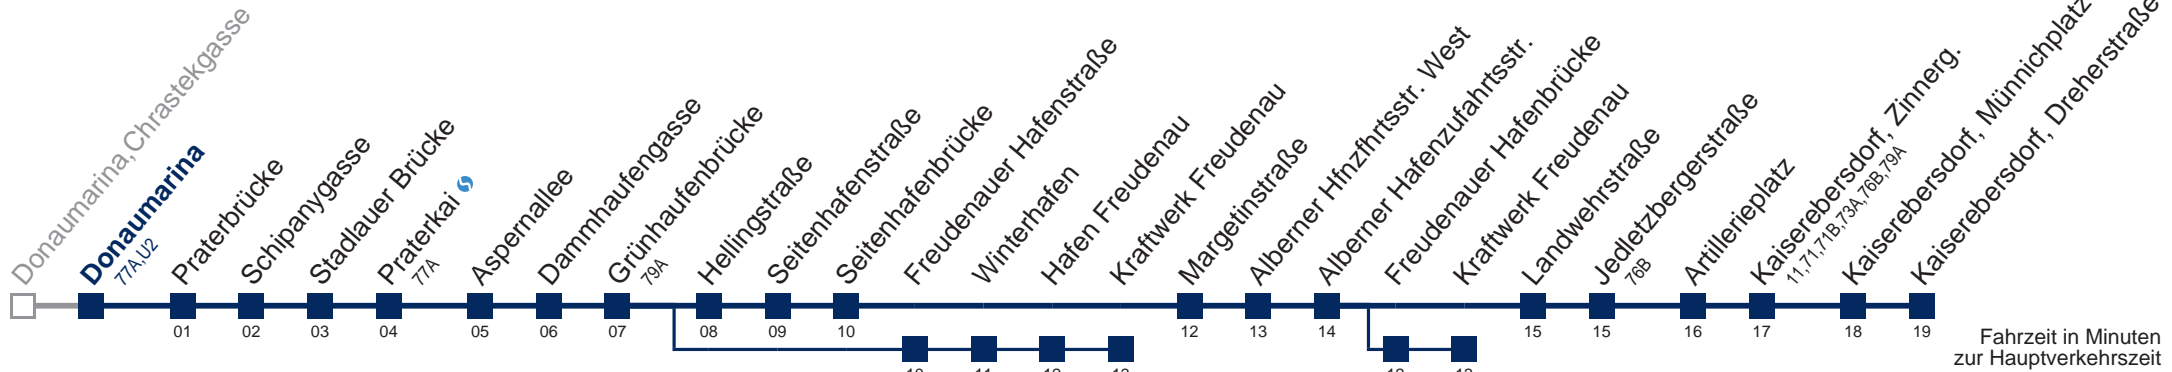 Donaumarina, Chrastekgasse
Donaumarina
77A,U2
Praterbrücke
Schipanygasse
Stadlauer Brücke
Praterkai
77A
Aspernallee
Dammhaufengasse
Grünhaufenbrücke
79A
Hellingstraße
Seitenhafenstraße
Seitenhafenbrücke
Freudenauer Hafenstraße
Winterhafen
Hafen Freudenau
Kraftwerk Freudenau
Margetinstraße
Alberner Hfnzfhrtsstr. West
Alberner Hafenzufahrtsstr.
Freudenauer Hafenbrücke
Kraftwerk Freudenau
Landwehrstraße
Jedletzbergerstraße
76B
Artillerieplatz
Kaiserebersdorf, Zinnerg.
11,71,71B,73A,76B,79A
Kaiserebersdorf, Münnichplatz
Kaiserebersdorf, Dreherstraße
01 02 03 04 05 06 07 08 09 10 12 13 14 15 15 16 17 18 19
Fahrzeit in Minuten
zur Hauptverkehrszeit